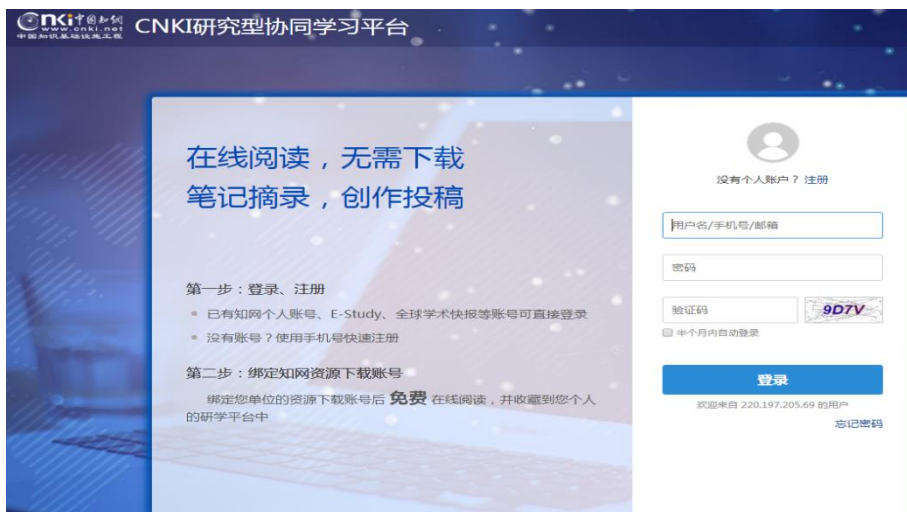 Cnki中国知网
www.cnki.net
中国知识基础设施工程
CNKI研究型协同学习平台
在线阅读，无需下载
笔记摘录，创作投稿
第一步：登录、注册
已有知网个人账号、E-Study、全球学术快报等账号可直接登录
没有账号？使用手机号快速注册
第二步：绑定知网资源下载账号
绑定您单位的资源下载账号后 免费 在线阅读，并收藏到您个人
的研学平台中
没有个人账户？注册
用户名/手机号/邮箱
密码
验证码
9D7V
半个月内自动登录
登录
欢迎来自 220.197.205.69 的用户
忘记密码